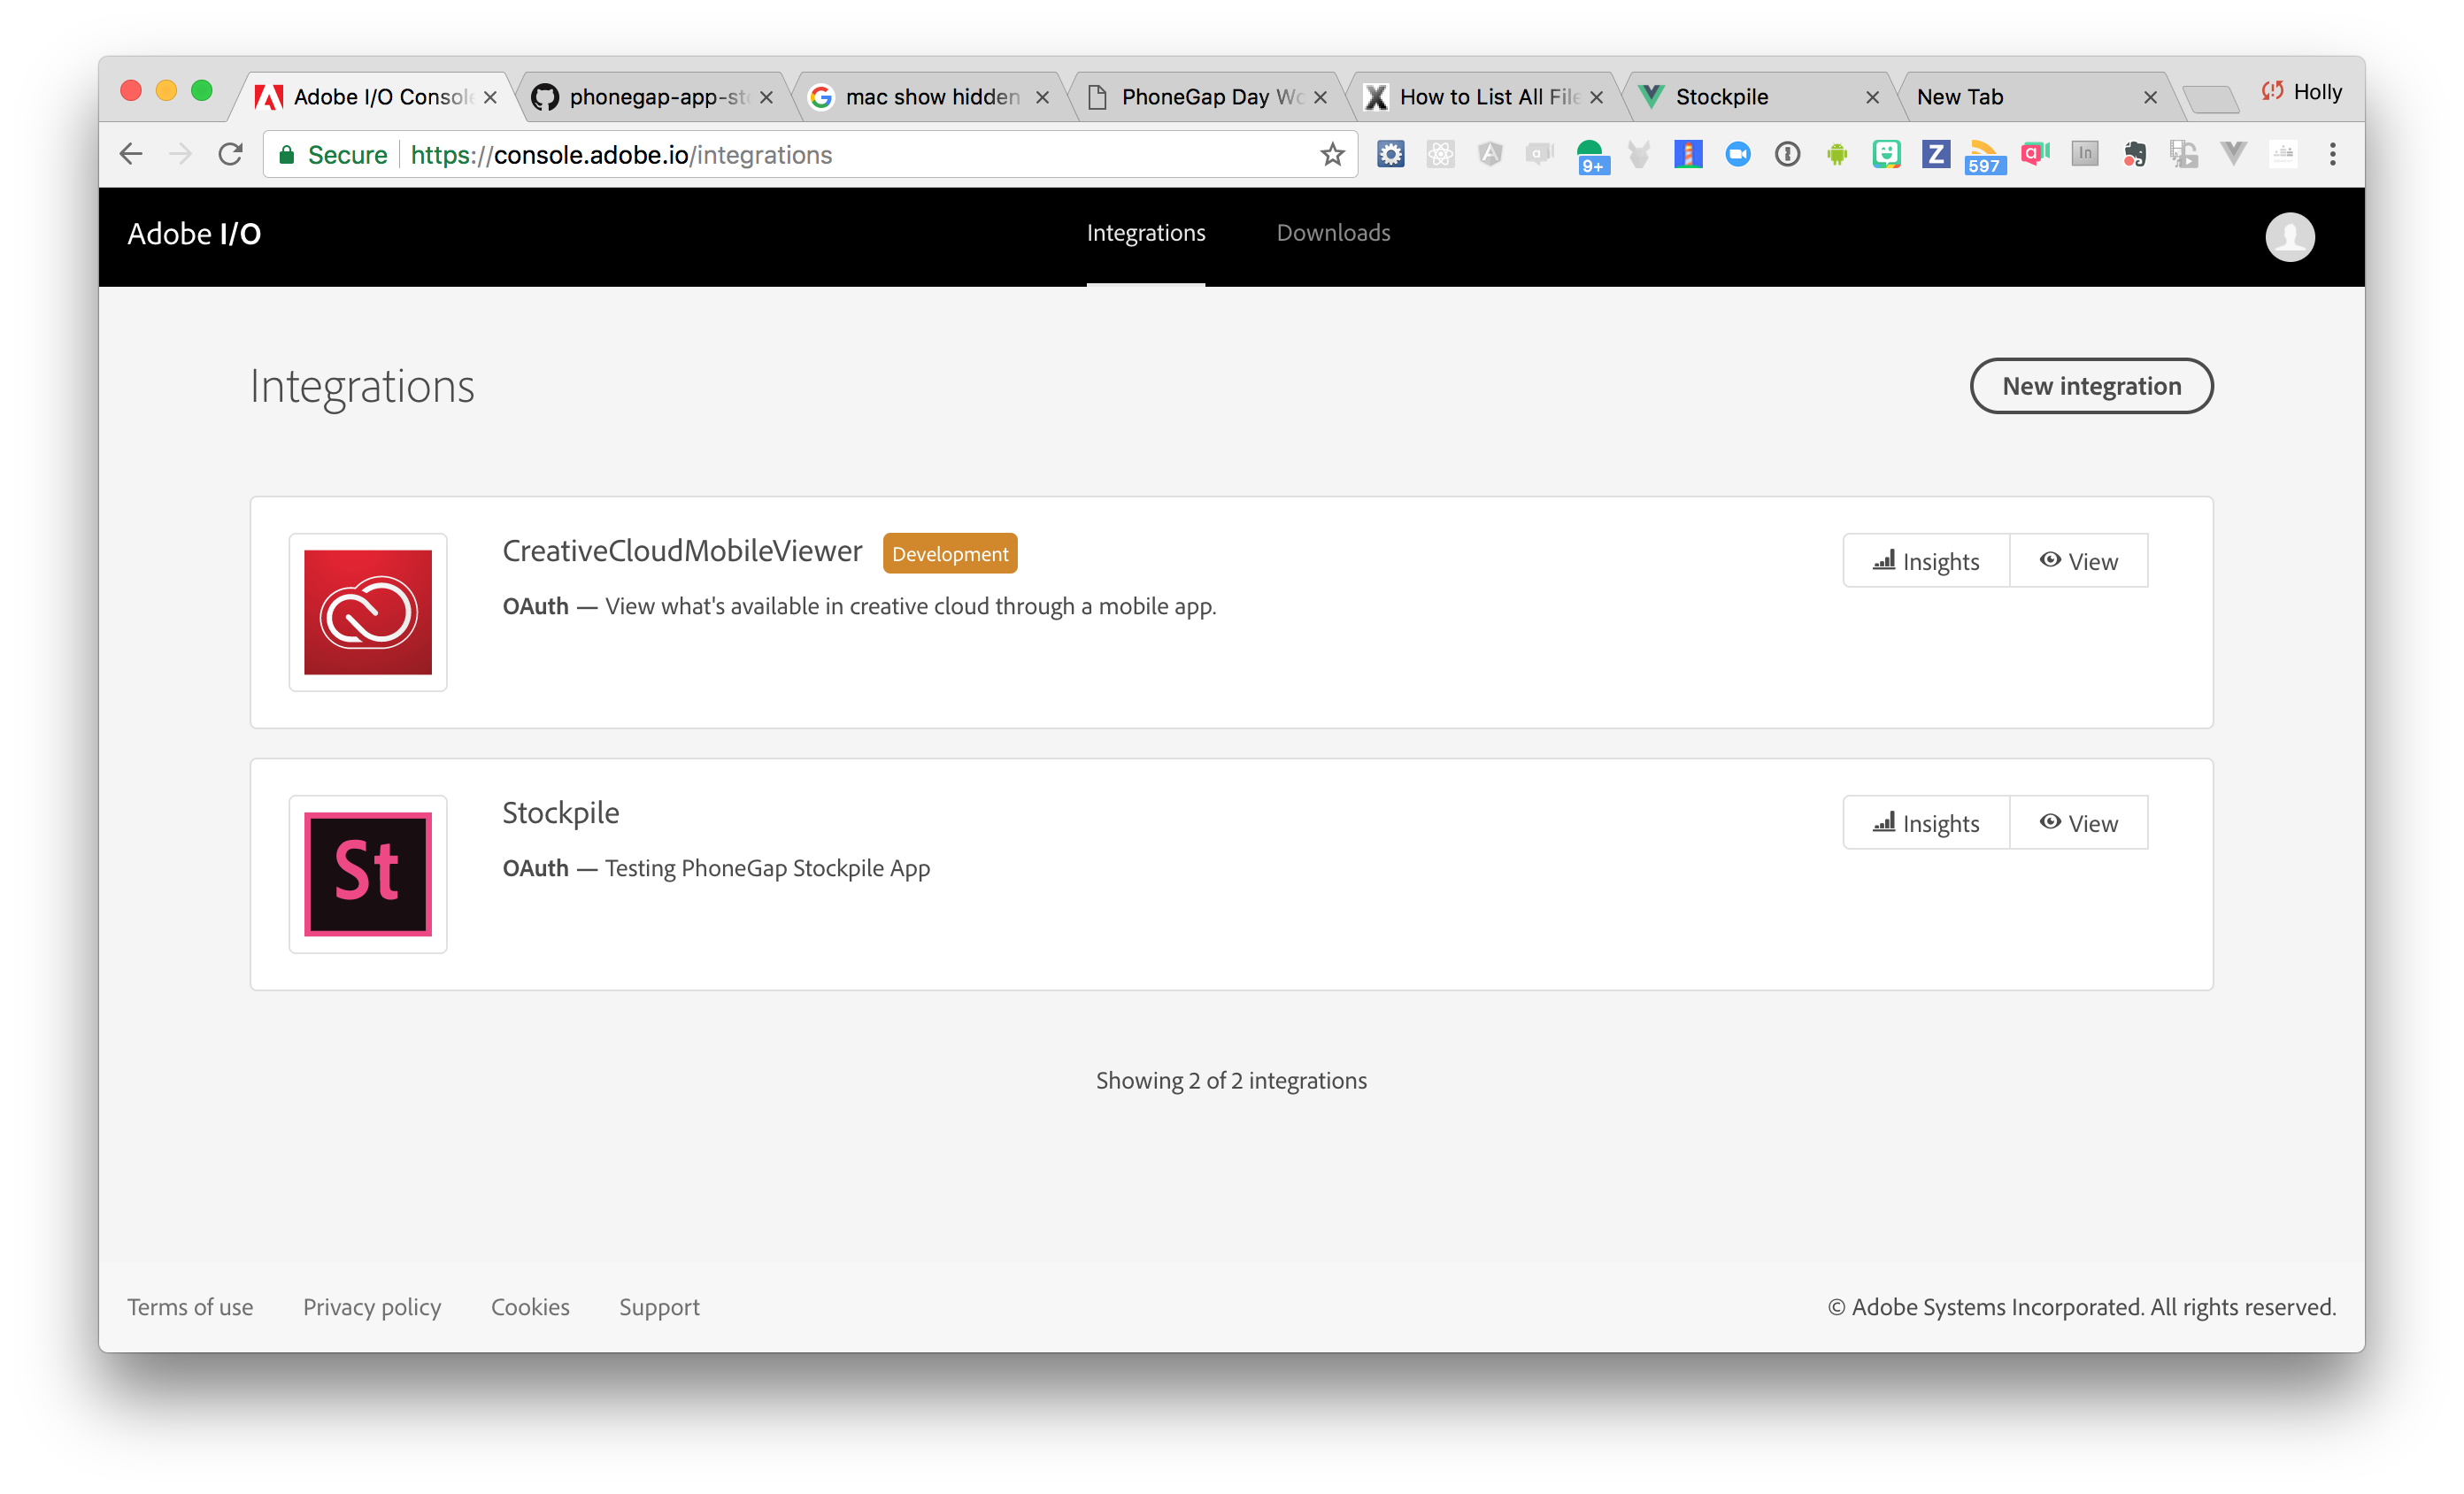 Adobe I/O Consol
phonegap-app-st
mac show hidden
PhoneGap Day Wo
How to List All File
Stockpile
New Tab
Holly
Secure
https://console.adobe.io/integrations
9+
Z
597
a
In
Adobe I/O
Integrations
Downloads
Integrations
New integration
CreativeCloudMobileViewer
Development
Insights
View
OAuth — View what's available in creative cloud through a mobile app.
St
Stockpile
Insights
View
OAuth — Testing PhoneGap Stockpile App
Showing 2 of 2 integrations
Terms of use
Privacy policy
Cookies
Support
© Adobe Systems Incorporated. All rights reserved.